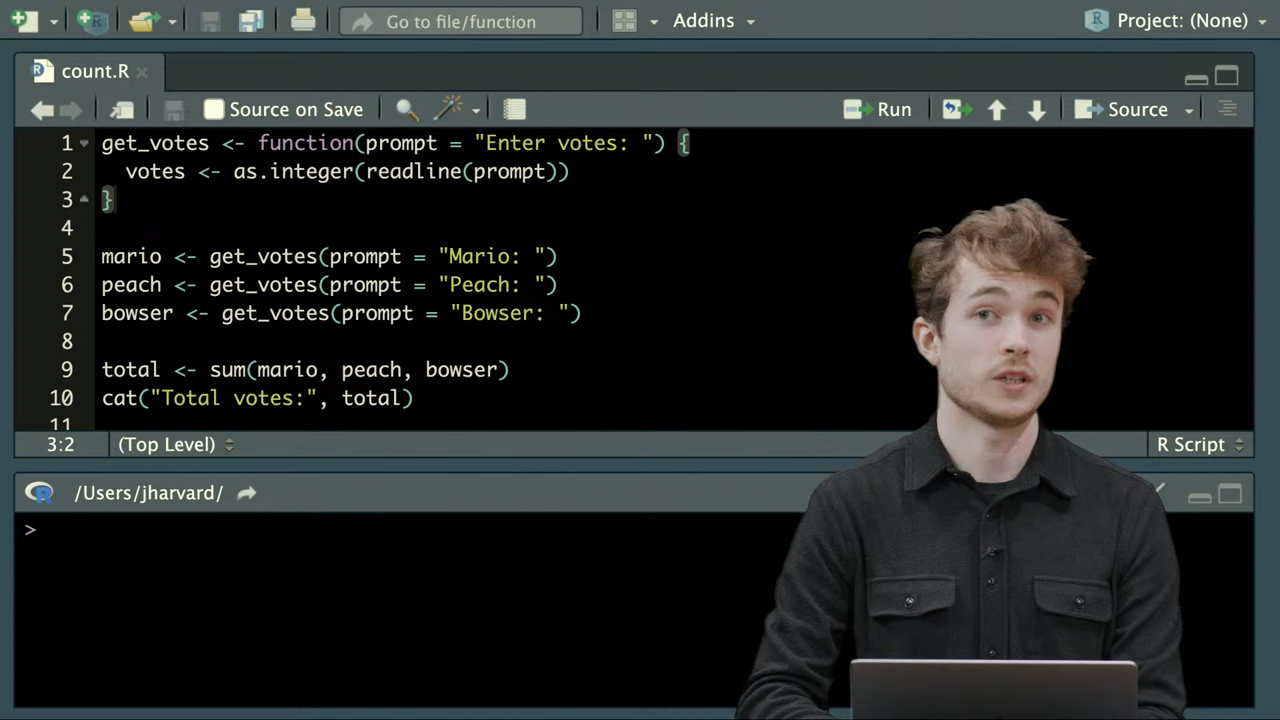 Go to file/function Addins Project: (None)
count.R
Source on Save Run Source
1 get_votes <- function(prompt = "Enter votes: ") {
2   votes <- as.integer(readline(prompt))
3 }
4
5 mario <- get_votes(prompt = "Mario: ")
6 peach <- get_votes(prompt = "Peach: ")
7 bowser <- get_votes(prompt = "Bowser: ")
8
9 total <- sum(mario, peach, bowser)
10 cat("Total votes:", total)
11
3:2 (Top Level) R Script
/Users/jharvard/
>